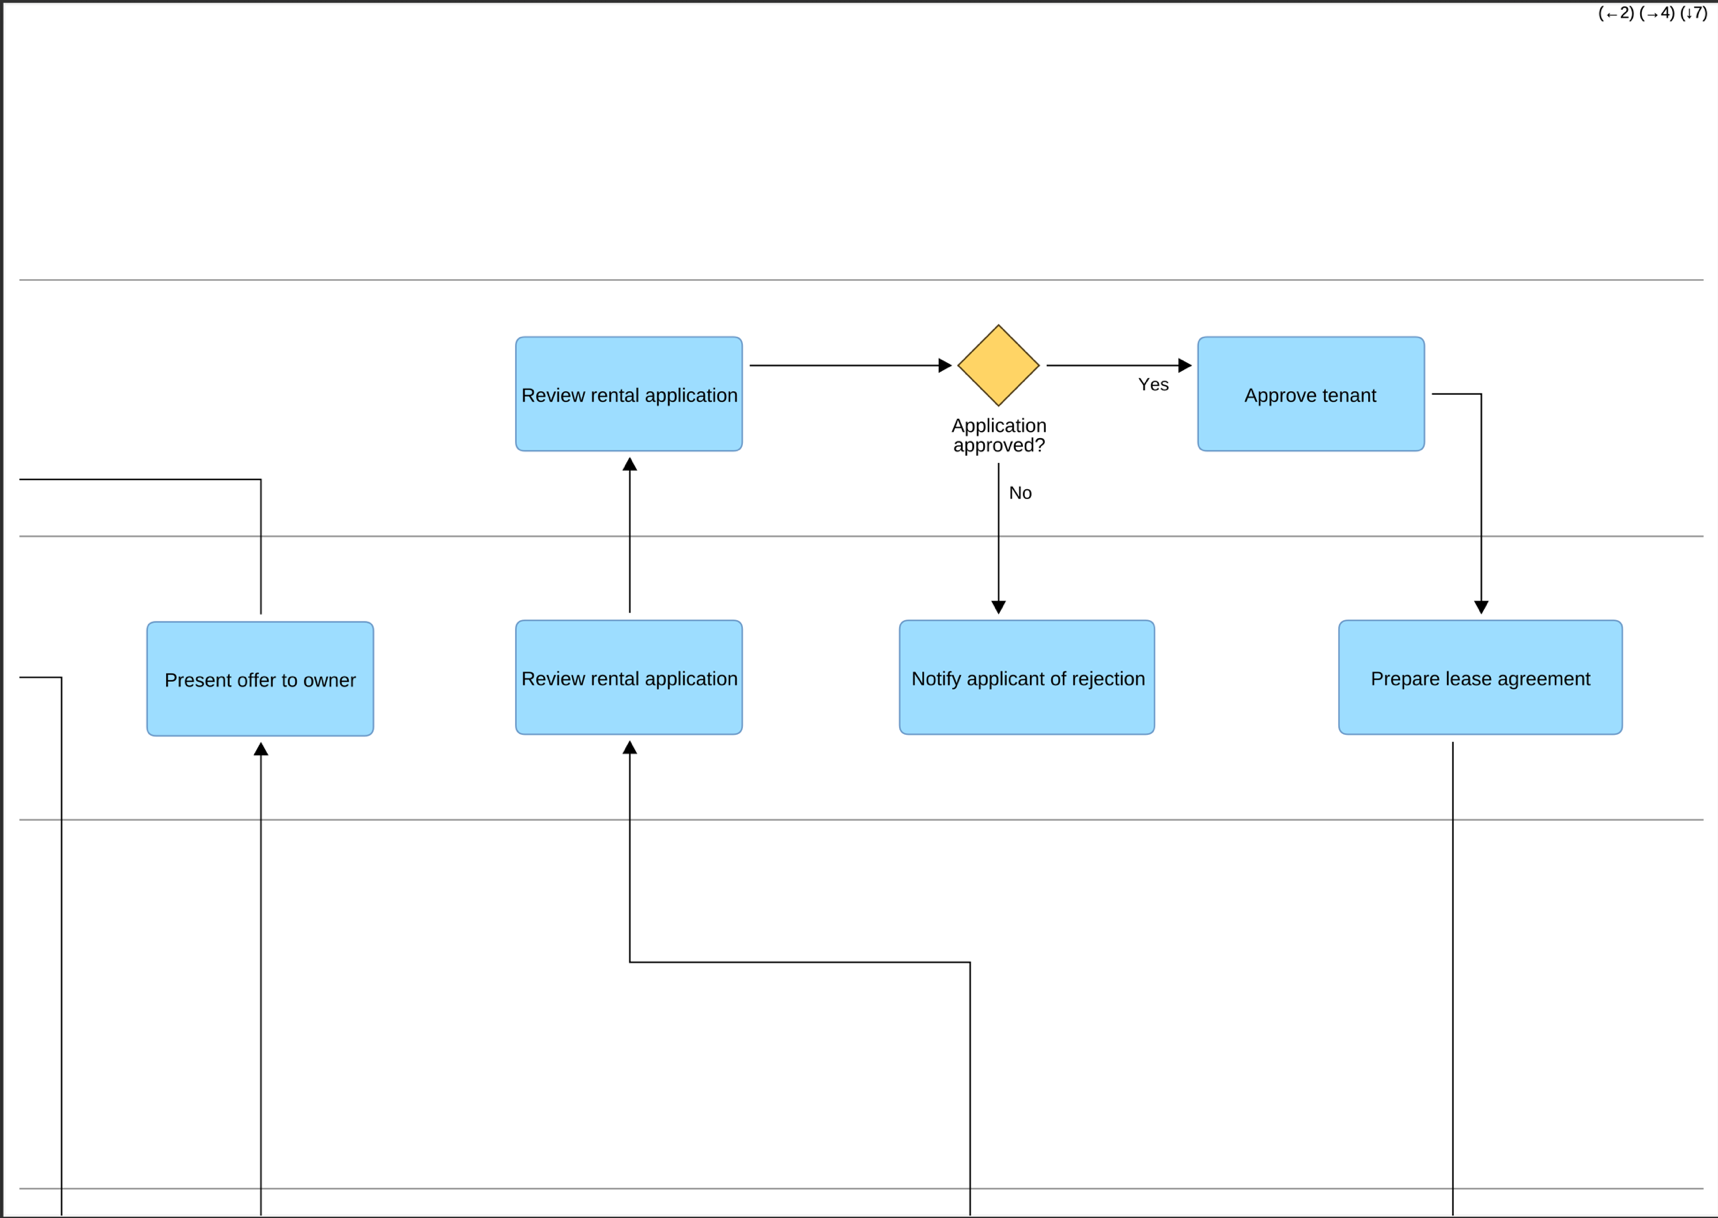 (←2) (→4) (↓7)
Review rental application
Yes
Approve tenant
Application
approved?
No
Present offer to owner
Review rental application
Notify applicant of rejection
Prepare lease agreement